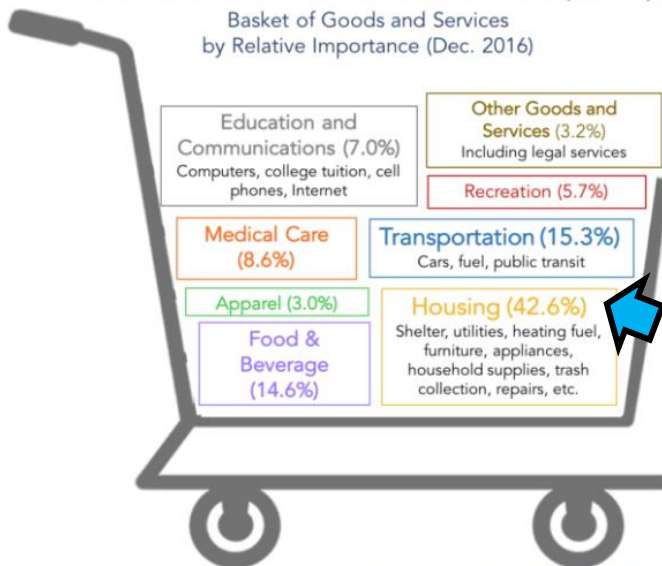 Basket of Goods and Services
by Relative Importance (Dec. 2016)
Education and
Communications (7.0%)
Computers, college tuition, cell
phones, Internet
Other Goods and
Services (3.2%)
Including legal services
Recreation (5.7%)
Medical Care
(8.6%)
Transportation (15.3%)
Cars, fuel, public transit
Apparel (3.0%)
Housing (42.6%)
Shelter, utilities, heating fuel,
furniture, appliances,
household supplies, trash
collection, repairs, etc.
Food &
Beverage
(14.6%)